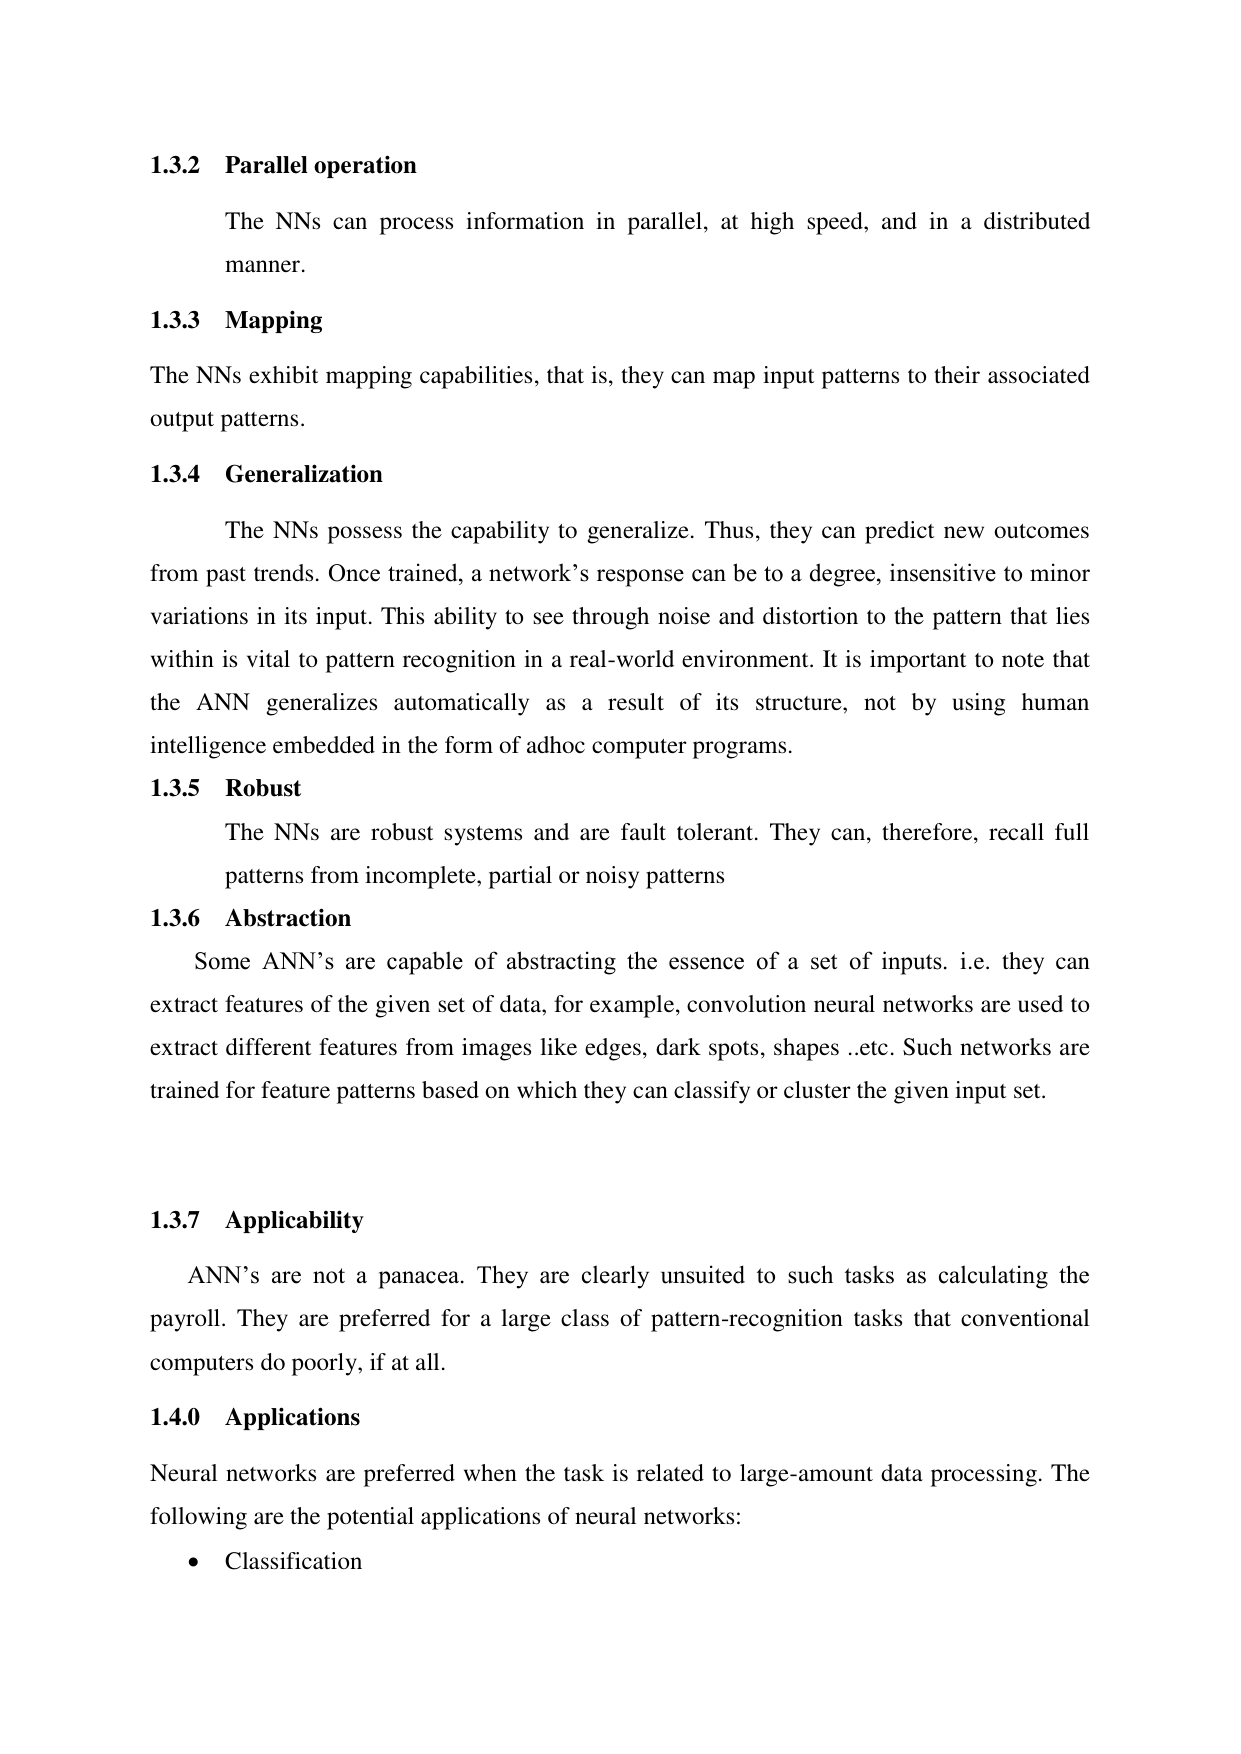 1.3.2 Parallel operation
The NNs can process information in parallel, at high speed, and in a distributed
manner.
1.3.3 Mapping
The NNs exhibit mapping capabilities, that is, they can map input patterns to their associated
output patterns.
1.3.4 Generalization
The NNs possess the capability to generalize. Thus, they can predict new outcomes
from past trends. Once trained, a network’s response can be to a degree, insensitive to minor
variations in its input. This ability to see through noise and distortion to the pattern that lies
within is vital to pattern recognition in a real-world environment. It is important to note that
the ANN generalizes automatically as a result of its structure, not by using human
intelligence embedded in the form of adhoc computer programs.
1.3.5 Robust
The NNs are robust systems and are fault tolerant. They can, therefore, recall full
patterns from incomplete, partial or noisy patterns
1.3.6 Abstraction
Some ANN’s are capable of abstracting the essence of a set of inputs. i.e. they can
extract features of the given set of data, for example, convolution neural networks are used to
extract different features from images like edges, dark spots, shapes ..etc. Such networks are
trained for feature patterns based on which they can classify or cluster the given input set.
1.3.7 Applicability
ANN’s are not a panacea. They are clearly unsuited to such tasks as calculating the
payroll. They are preferred for a large class of pattern-recognition tasks that conventional
computers do poorly, if at all.
1.4.0 Applications
Neural networks are preferred when the task is related to large-amount data processing. The
following are the potential applications of neural networks:
• Classification